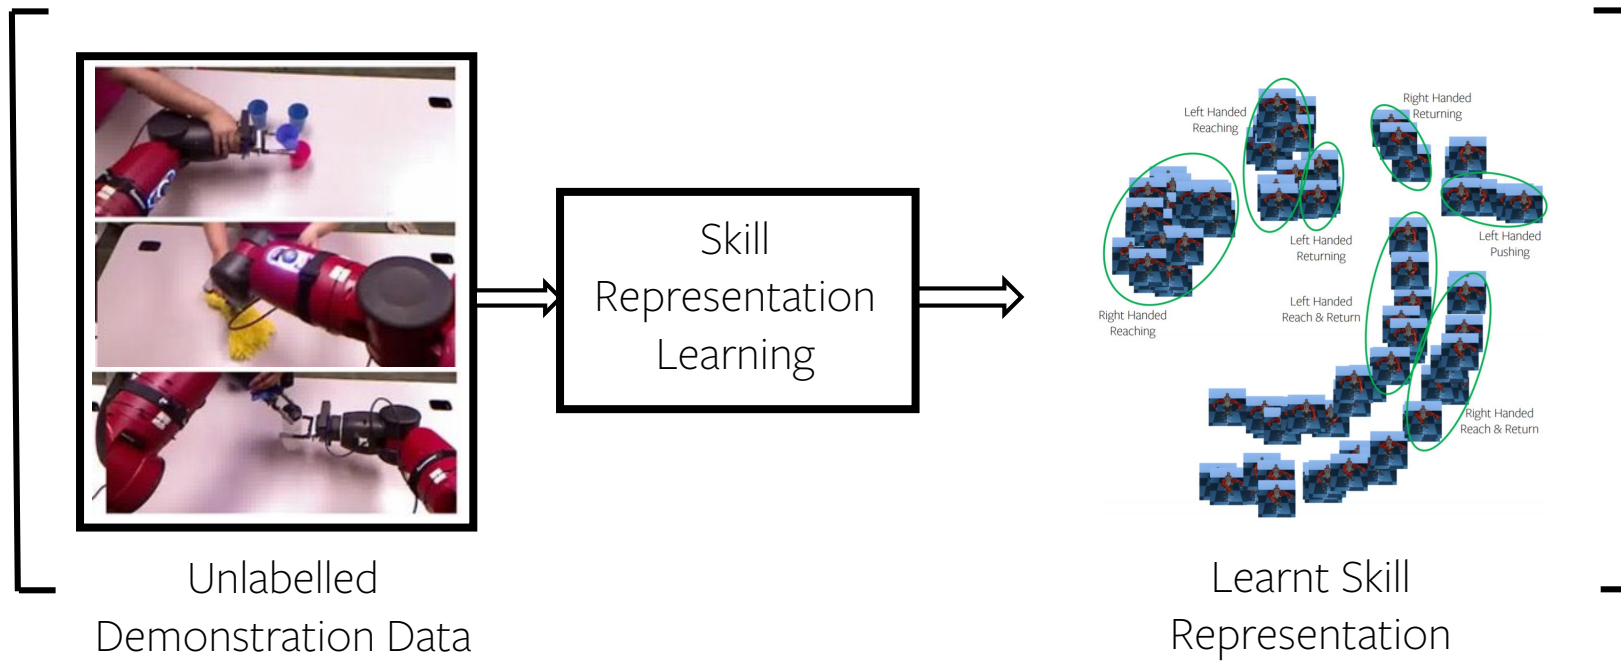 Skill
Representation
Learning
Unlabelled
Demonstration Data
Left Handed
Reaching
Right Handed
Returning
Left Handed
Returning
Left Handed
Pushing
Right Handed
Reaching
Left Handed
Reach & Return
Right Handed
Reach & Return
Learnt Skill
Representation